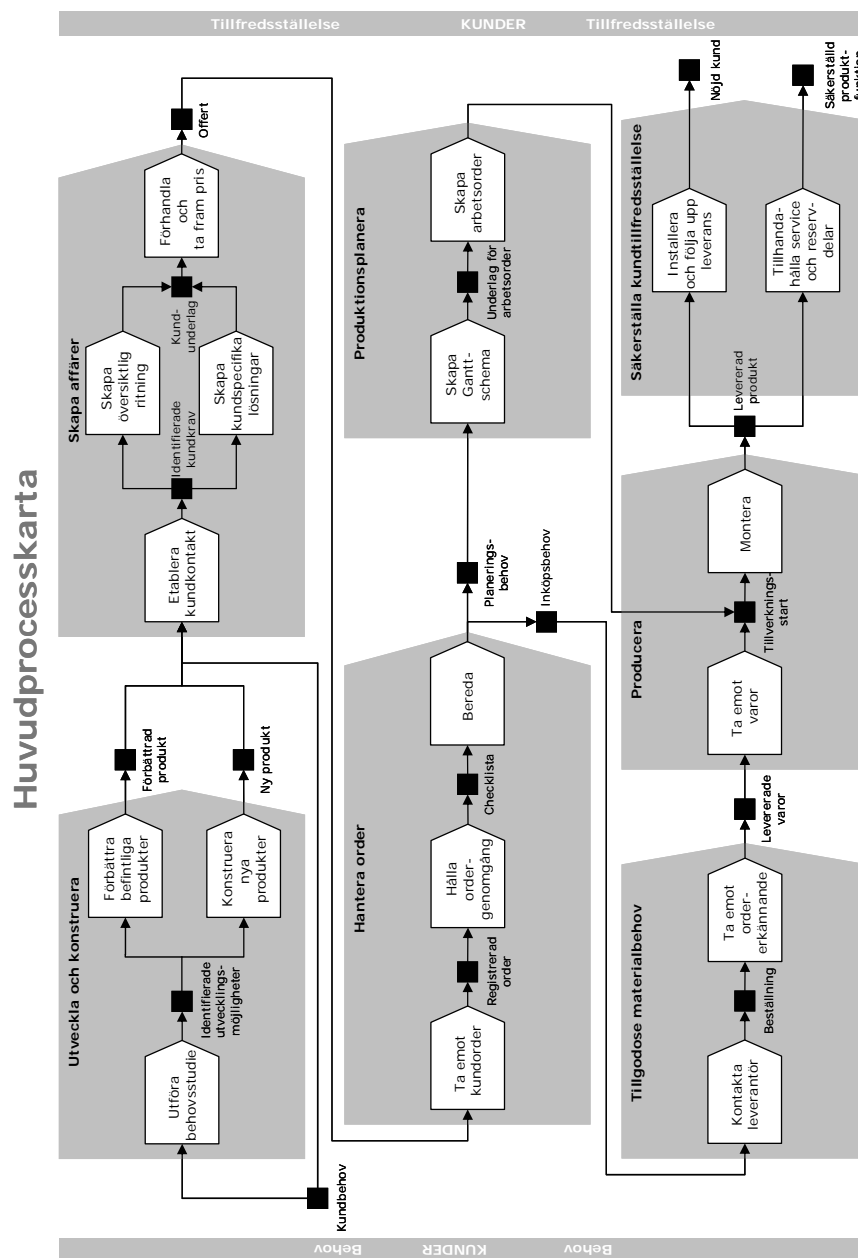 Huvudprocesskarta
Tillfredsställelse
KUNDER
Tillfredsställelse
Utveckla och konstruera
Utföra
behovsstudie
Identifierade
utvecklings-
möjligheter
Förbättra
befintliga
produkter
Konstruera
nya
produkter
Förbättrad
produkt
Ny produkt
Kundbehov
Skapa affärer
Etablera
kundkontakt
Identifierade
kundkrav
Skapa
översiktlig
ritning
Skapa
kundspecifika
lösningar
Kund-
underlag
Förhandla
och
ta fram pris
Offert
Hantera order
Ta emot
kundorder
Registrerad
order
Hålla
order-
genomgång
Checklista
Bereda
Planerings-
behov
Inköpsbehov
Produktionsplanera
Skapa
Gantt-
schema
Underlag för
arbetsorder
Skapa
arbetsorder
Tillgodose materialbehov
Kontakta
leverantör
Beställning
Ta emot
order-
erkännande
Levererade
varor
Producera
Ta emot
varor
Tillverknings-
start
Montera
Levererad
produkt
Säkerställa kundtillfredsställelse
Installera
och följa upp
leverans
Tillhanda-
hålla service
och reserv-
delar
Nöjd kund
Säkerställd
produkt-
funktion
Behov
KUNDER
Behov